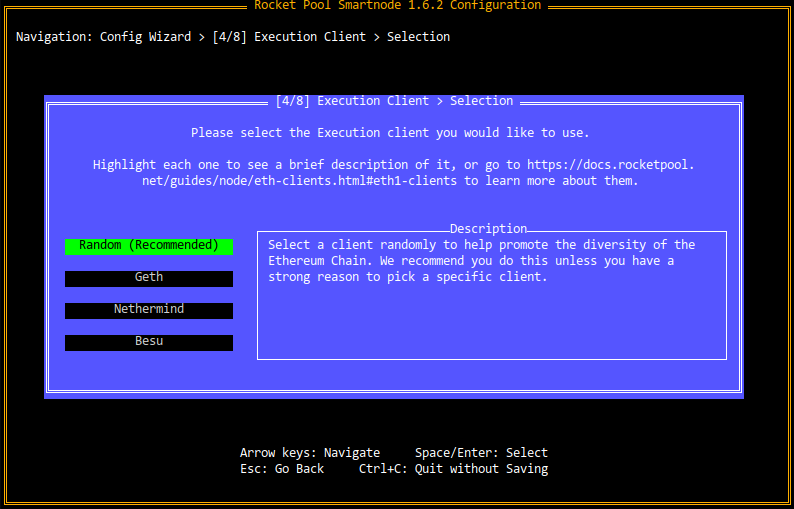 Rocket Pool Smartnode 1.6.2 Configuration
Navigation: Config Wizard > [4/8] Execution Client > Selection
[4/8] Execution Client > Selection
Please select the Execution client you would like to use.
Highlight each one to see a brief description of it, or go to https://docs.rocketpool.
net/guides/node/eth-clients.html#eth1-clients to learn more about them.
Random (Recommended)
Geth
Nethermind
Besu
Description
Select a client randomly to help promote the diversity of the
Ethereum Chain. We recommend you do this unless you have a
strong reason to pick a specific client.
Arrow keys: Navigate     Space/Enter: Select
Esc: Go Back     Ctrl+C: Quit without Saving